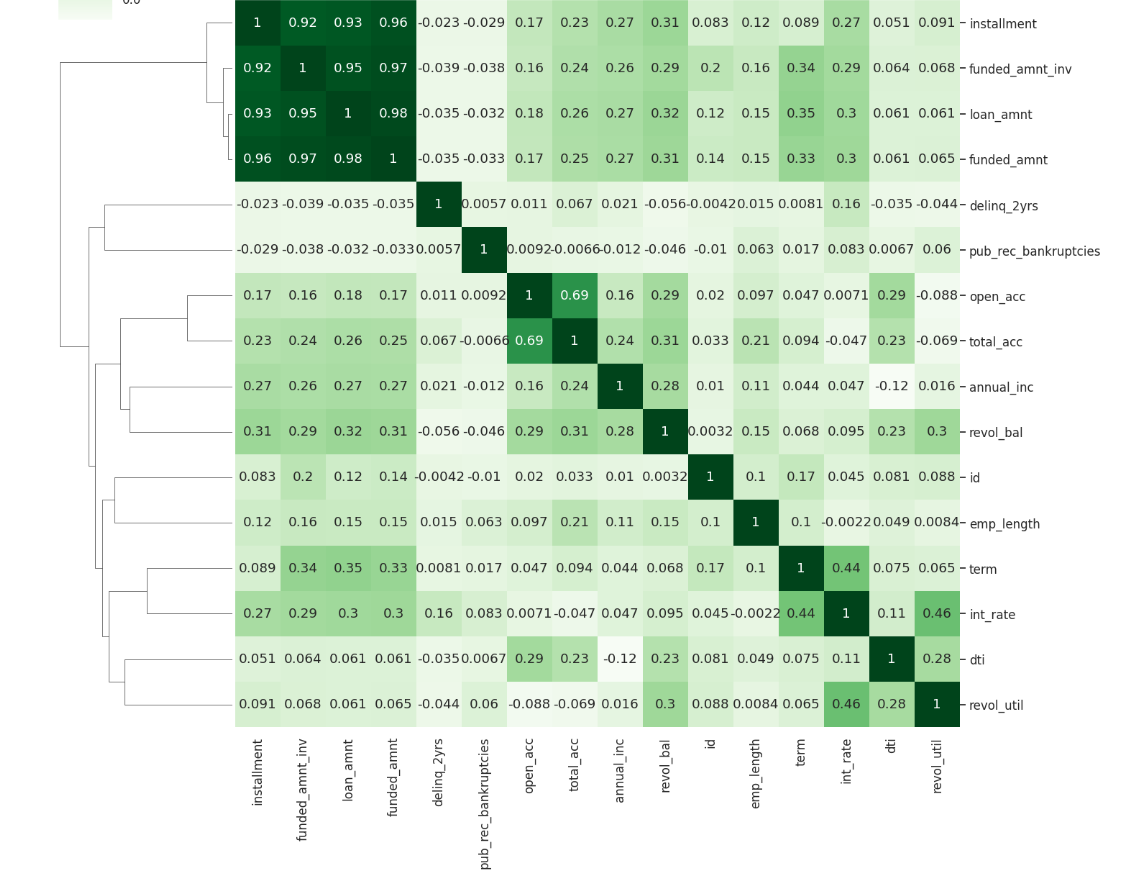 0.0
1 0.92 0.93 0.96 -0.023 -0.029 0.17 0.23 0.27 0.31 0.083 0.12 0.089 0.27 0.051 0.091 installment
0.92 1 0.95 0.97 -0.039 -0.038 0.16 0.24 0.26 0.29 0.2 0.16 0.34 0.29 0.064 0.068 funded_amnt_inv
0.93 0.95 1 0.98 -0.035 -0.032 0.18 0.26 0.27 0.32 0.12 0.15 0.35 0.3 0.061 0.061 loan_amnt
0.96 0.97 0.98 1 -0.035 -0.033 0.17 0.25 0.27 0.31 0.14 0.15 0.33 0.3 0.061 0.065 funded_amnt
-0.023 -0.039 -0.035 -0.035 1 0.0057 0.011 0.067 0.021 -0.056 -0.0042 0.015 0.0081 0.16 -0.035 -0.044 delinq_2yrs
-0.029 -0.038 -0.032 -0.033 0.0057 1 0.0092 -0.0066 -0.012 -0.046 -0.01 0.063 0.017 0.083 0.0067 0.06 pub_rec_bankruptcies
0.17 0.16 0.18 0.17 0.011 0.0092 1 0.69 0.16 0.29 0.02 0.097 0.047 0.0071 0.29 -0.088 open_acc
0.23 0.24 0.26 0.25 0.067 -0.0066 0.69 1 0.24 0.31 0.033 0.21 0.094 -0.047 0.23 -0.069 total_acc
0.27 0.26 0.27 0.27 0.021 -0.012 0.16 0.24 1 0.28 0.01 0.11 0.044 0.047 -0.12 0.016 annual_inc
0.31 0.29 0.32 0.31 -0.056 -0.046 0.29 0.31 0.28 1 0.0032 0.15 0.068 0.095 0.23 0.3 revol_bal
0.083 0.2 0.12 0.14 -0.0042 -0.01 0.02 0.033 0.01 0.0032 1 0.1 0.17 0.045 0.081 0.088 id
0.12 0.16 0.15 0.15 0.015 0.063 0.097 0.21 0.11 0.15 0.1 1 0.1 -0.0022 0.049 0.0084 emp_length
0.089 0.34 0.35 0.33 0.0081 0.017 0.047 0.094 0.044 0.068 0.17 0.1 1 0.44 0.075 0.065 term
0.27 0.29 0.3 0.3 0.16 0.083 0.0071 -0.047 0.047 0.095 0.045 -0.0022 0.44 1 0.11 0.46 int_rate
0.051 0.064 0.061 0.061 -0.035 0.0067 0.29 0.23 -0.12 0.23 0.081 0.049 0.075 0.11 1 0.28 dti
0.091 0.068 0.061 0.065 -0.044 0.06 -0.088 -0.069 0.016 0.3 0.088 0.0084 0.065 0.46 0.28 1 revol_util
installment
funded_amnt_inv
loan_amnt
funded_amnt
delinq_2yrs
pub_rec_bankruptcies
open_acc
total_acc
annual_inc
revol_bal
id
emp_length
term
int_rate
dti
revol_util